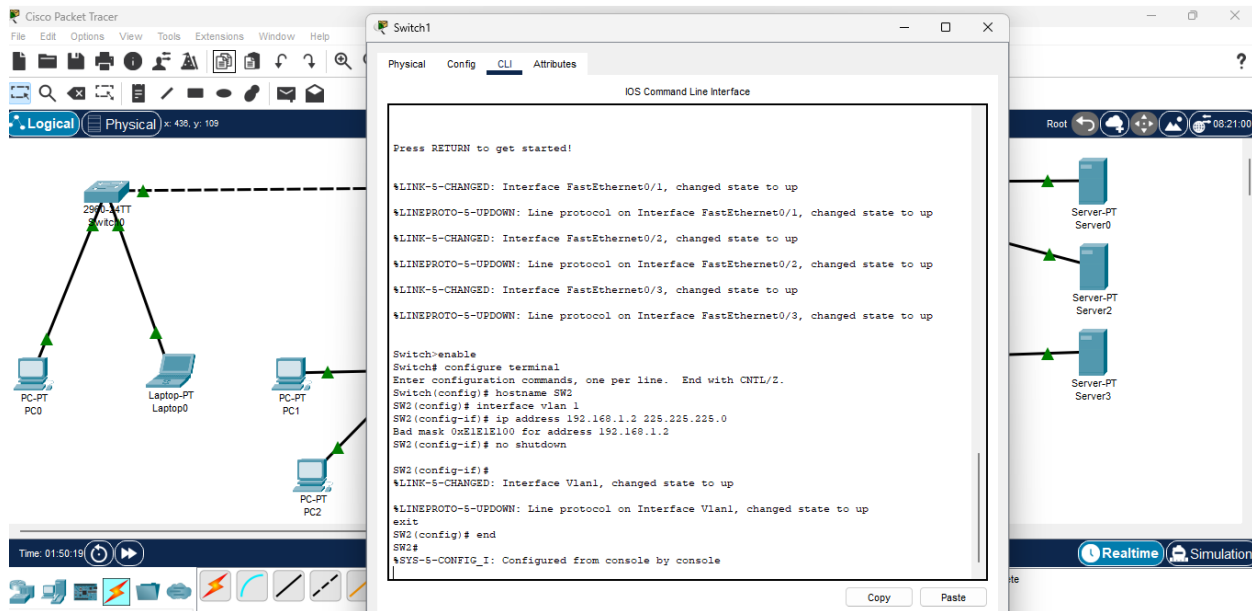 Cisco Packet Tracer
File Edit Options View Tools Extensions Window Help
Logical Physical x: 438, y: 109
2960-24TT
Switch0
PC-PT
PC0
Laptop-PT
Laptop0
PC-PT
PC1
PC-PT
PC2
Time: 01:50:19
Switch1
Physical Config CLI Attributes
IOS Command Line Interface
Press RETURN to get started!
%LINK-5-CHANGED: Interface FastEthernet0/1, changed state to up
%LINEPROTO-5-UPDOWN: Line protocol on Interface FastEthernet0/1, changed state to up
%LINK-5-CHANGED: Interface FastEthernet0/2, changed state to up
%LINEPROTO-5-UPDOWN: Line protocol on Interface FastEthernet0/2, changed state to up
%LINK-5-CHANGED: Interface FastEthernet0/3, changed state to up
%LINEPROTO-5-UPDOWN: Line protocol on Interface FastEthernet0/3, changed state to up
Switch>enable
Switch# configure terminal
Enter configuration commands, one per line. End with CNTL/Z.
Switch(config)# hostname SW2
SW2(config)# interface vlan 1
SW2(config-if)# ip address 192.168.1.2 225.225.225.0
Bad mask 0xE1E1E100 for address 192.168.1.2
SW2(config-if)# no shutdown
SW2(config-if)#
%LINK-5-CHANGED: Interface Vlan1, changed state to up
%LINEPROTO-5-UPDOWN: Line protocol on Interface Vlan1, changed state to up
exit
SW2(config)# end
SW2#
%SYS-5-CONFIG_I: Configured from console by console
Copy Paste
?
Root 08:21:00
Server-PT
Server0
Server-PT
Server2
Server-PT
Server3
Realtime Simulation